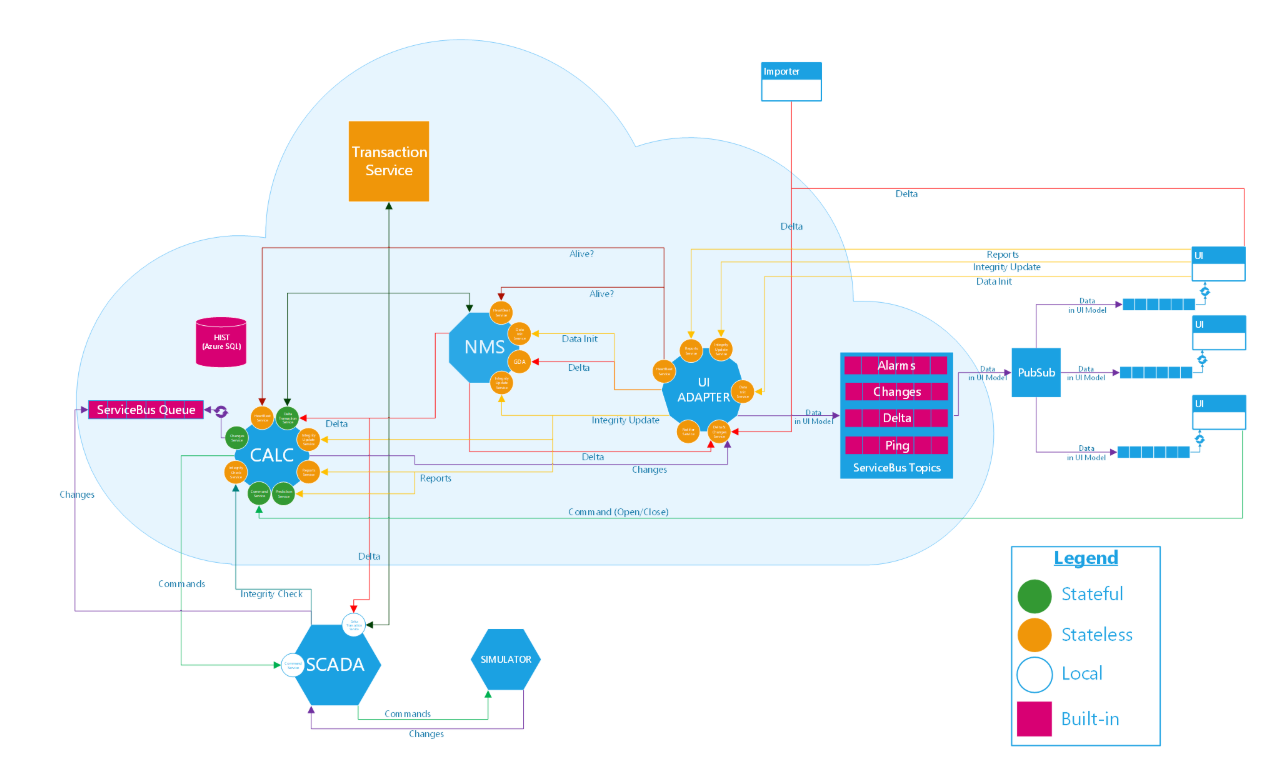 Importer
Transaction
Service
Delta
Delta
Alive?
Reports
Integrity Update
Data Init
UI
Alive?
Data
in UI Model
HIST
(Azure SQL)
NMS
Data Init
GDA
Delta
UI
ADAPTER
Alarms
Changes
Delta
Ping
ServiceBus Topics
Data
in UI Model
PubSub
UI
Data
in UI Model
UI
ServiceBus Queue
Delta
Integrity Update
Data
in UI Model
CALC
Delta
Changes
Data
in UI Model
Reports
Changes
Command (Open/Close)
Delta
Commands
Integrity Check
SCADA
SIMULATOR
Commands
Changes
Legend
Stateful
Stateless
Local
Built-in